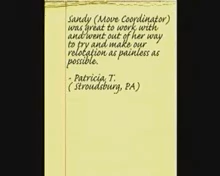 Sandy (Move Coordinator)
was great to work with
and went out of her way
to try and make our
relotation as painless as
possible.
- Patricia T.
( Stroudsburg, PA)